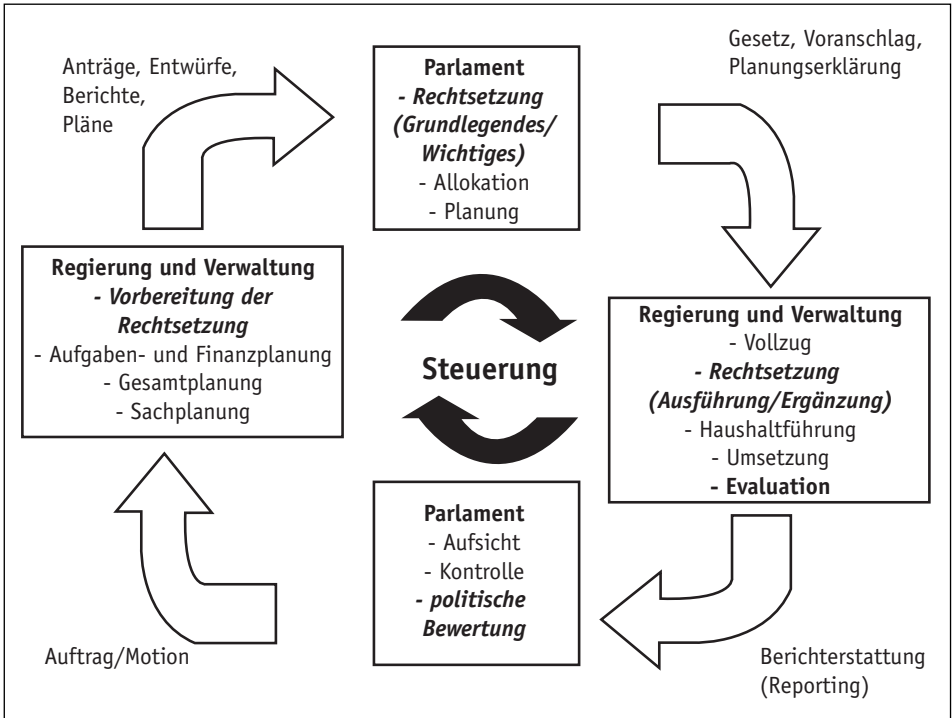 Anträge, Entwürfe,
Berichte,
Pläne
Parlament
- Rechtsetzung
(Grundlegendes/
Wichtiges)
- Allokation
- Planung
Gesetz, Voranschlag,
Planungserklärung
Regierung und Verwaltung
- Vorbereitung der
Rechtsetzung
- Aufgaben- und Finanzplanung
- Gesamtplanung
- Sachplanung
Steuerung
Regierung und Verwaltung
- Vollzug
- Rechtsetzung
(Ausführung/Ergänzung)
- Haushaltführung
- Umsetzung
- Evaluation
Parlament
- Aufsicht
- Kontrolle
- politische
Bewertung
Auftrag/Motion
Berichterstattung
(Reporting)